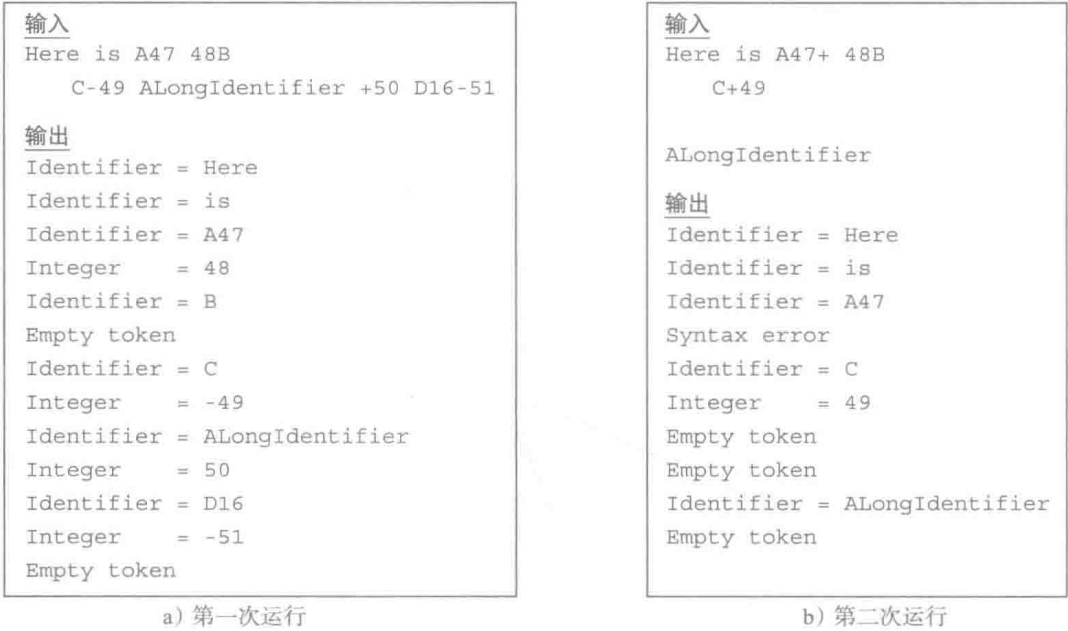 输入
Here is A47 48B
C-49 ALongIdentifier +50 D16-51
输出
Identifier = Here
Identifier = is
Identifier = A47
Integer    = 48
Identifier = B
Empty token
Identifier = C
Integer    = -49
Identifier = ALongIdentifier
Integer    = 50
Identifier = D16
Integer    = -51
Empty token
a）第一次运行
输入
Here is A47+ 48B
C+49
ALongIdentifier
输出
Identifier = Here
Identifier = is
Identifier = A47
Syntax error
Identifier = C
Integer    = 49
Empty token
Empty token
Identifier = ALongIdentifier
Empty token
b）第二次运行